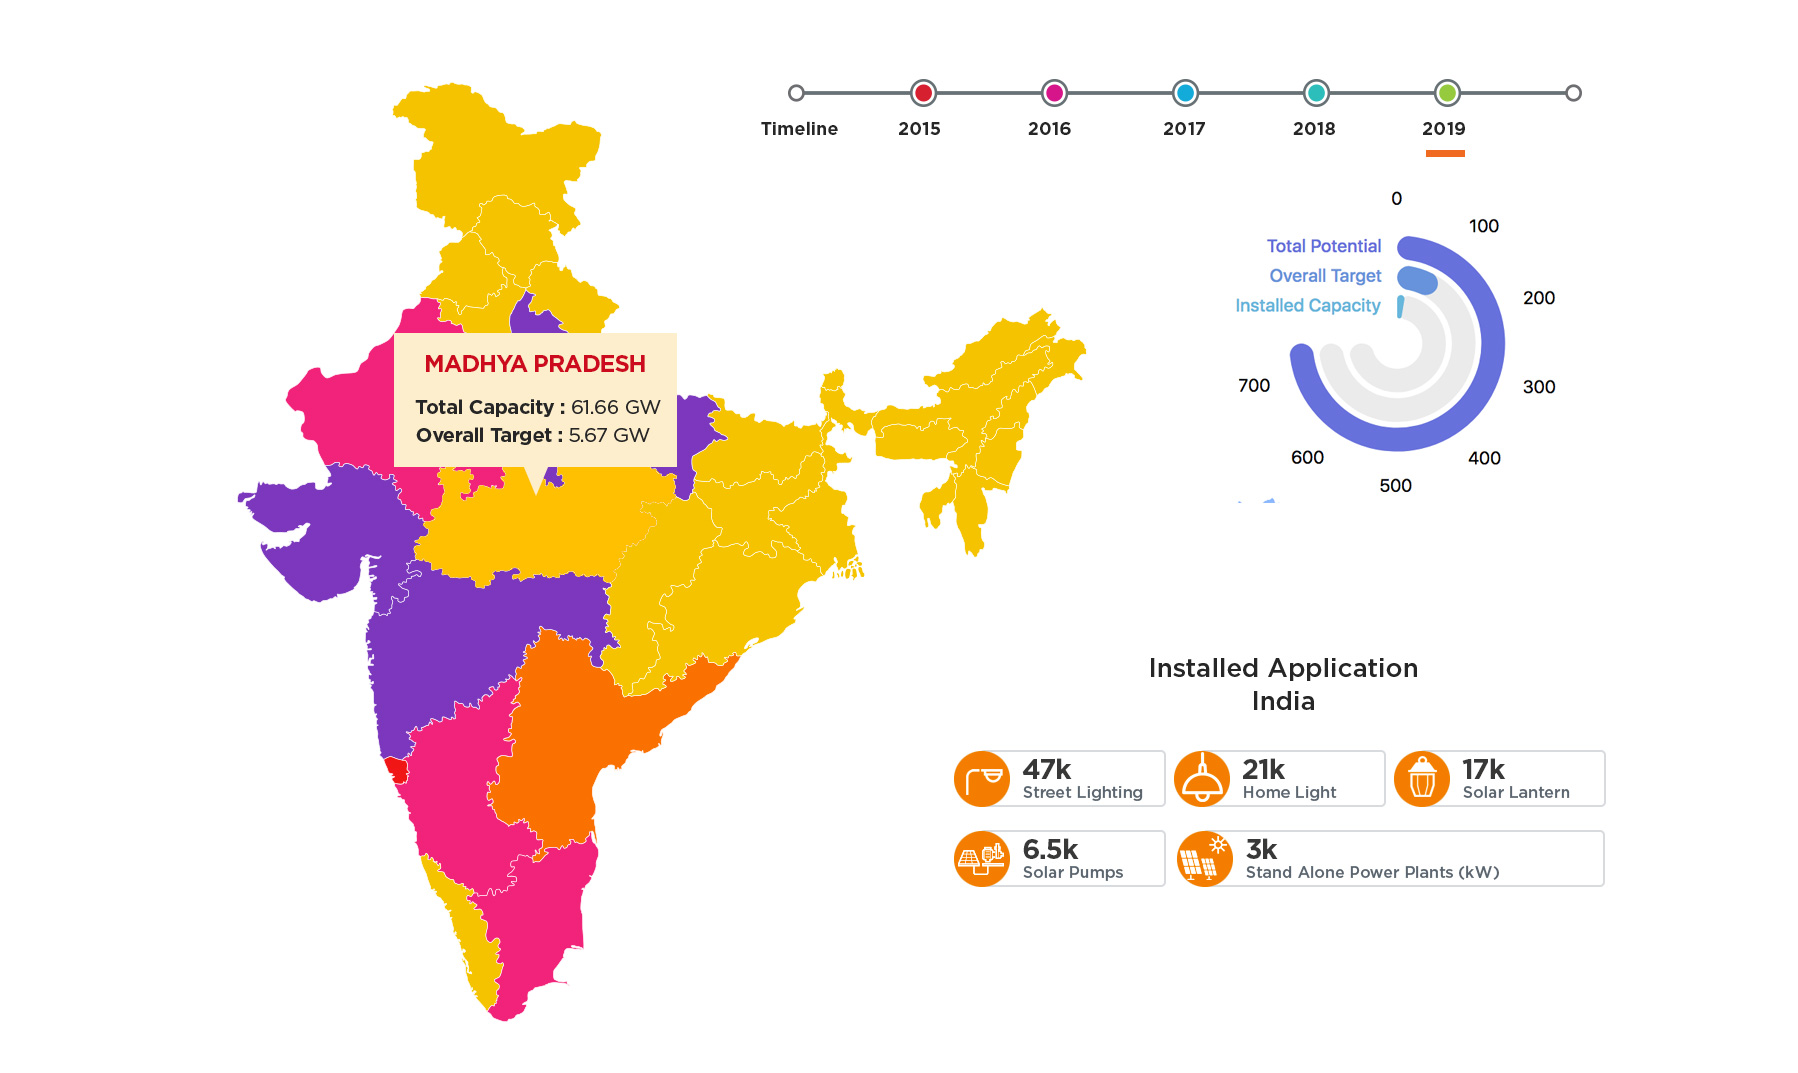 Timeline
2015
2016
2017
2018
2019
MADHYA PRADESH
Total Capacity : 61.66 GW
Overall Target : 5.67 GW
0
100
200
300
400
500
600
700
Total Potential
Overall Target
Installed Capacity
Installed Application
India
47k
Street Lighting
21k
Home Light
17k
Solar Lantern
6.5k
Solar Pumps
3k
Stand Alone Power Plants (kW)